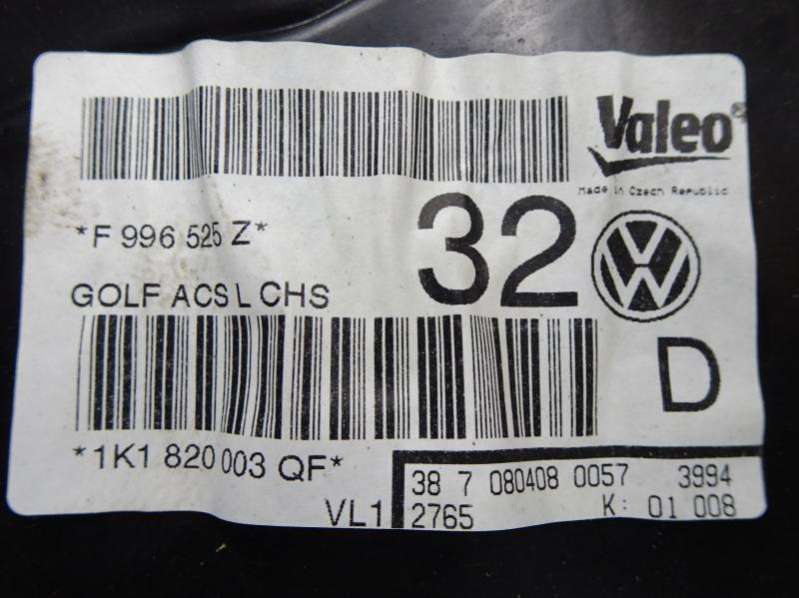 Valeo®
Made in Czech Republic
*F 996 525 Z*
32
GOLF ACS L CHS
D
*1K1 820 003 QF*
38 7 080408 0057 3994
VL1 2765 K: 01 008